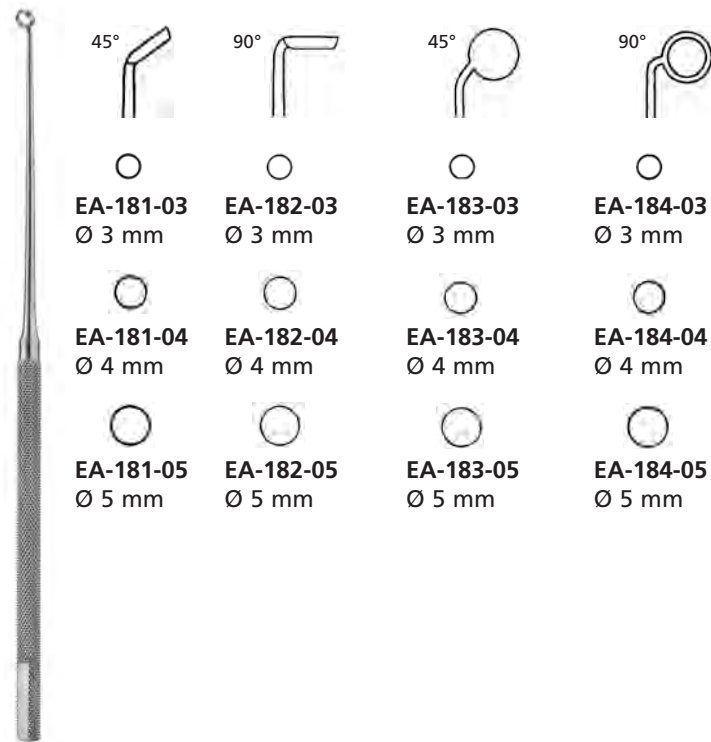 45°
90°
45°
90°
EA-181-03
Ø 3 mm
EA-182-03
Ø 3 mm
EA-183-03
Ø 3 mm
EA-184-03
Ø 3 mm
EA-181-04
Ø 4 mm
EA-182-04
Ø 4 mm
EA-183-04
Ø 4 mm
EA-184-04
Ø 4 mm
EA-181-05
Ø 5 mm
EA-182-05
Ø 5 mm
EA-183-05
Ø 5 mm
EA-184-05
Ø 5 mm